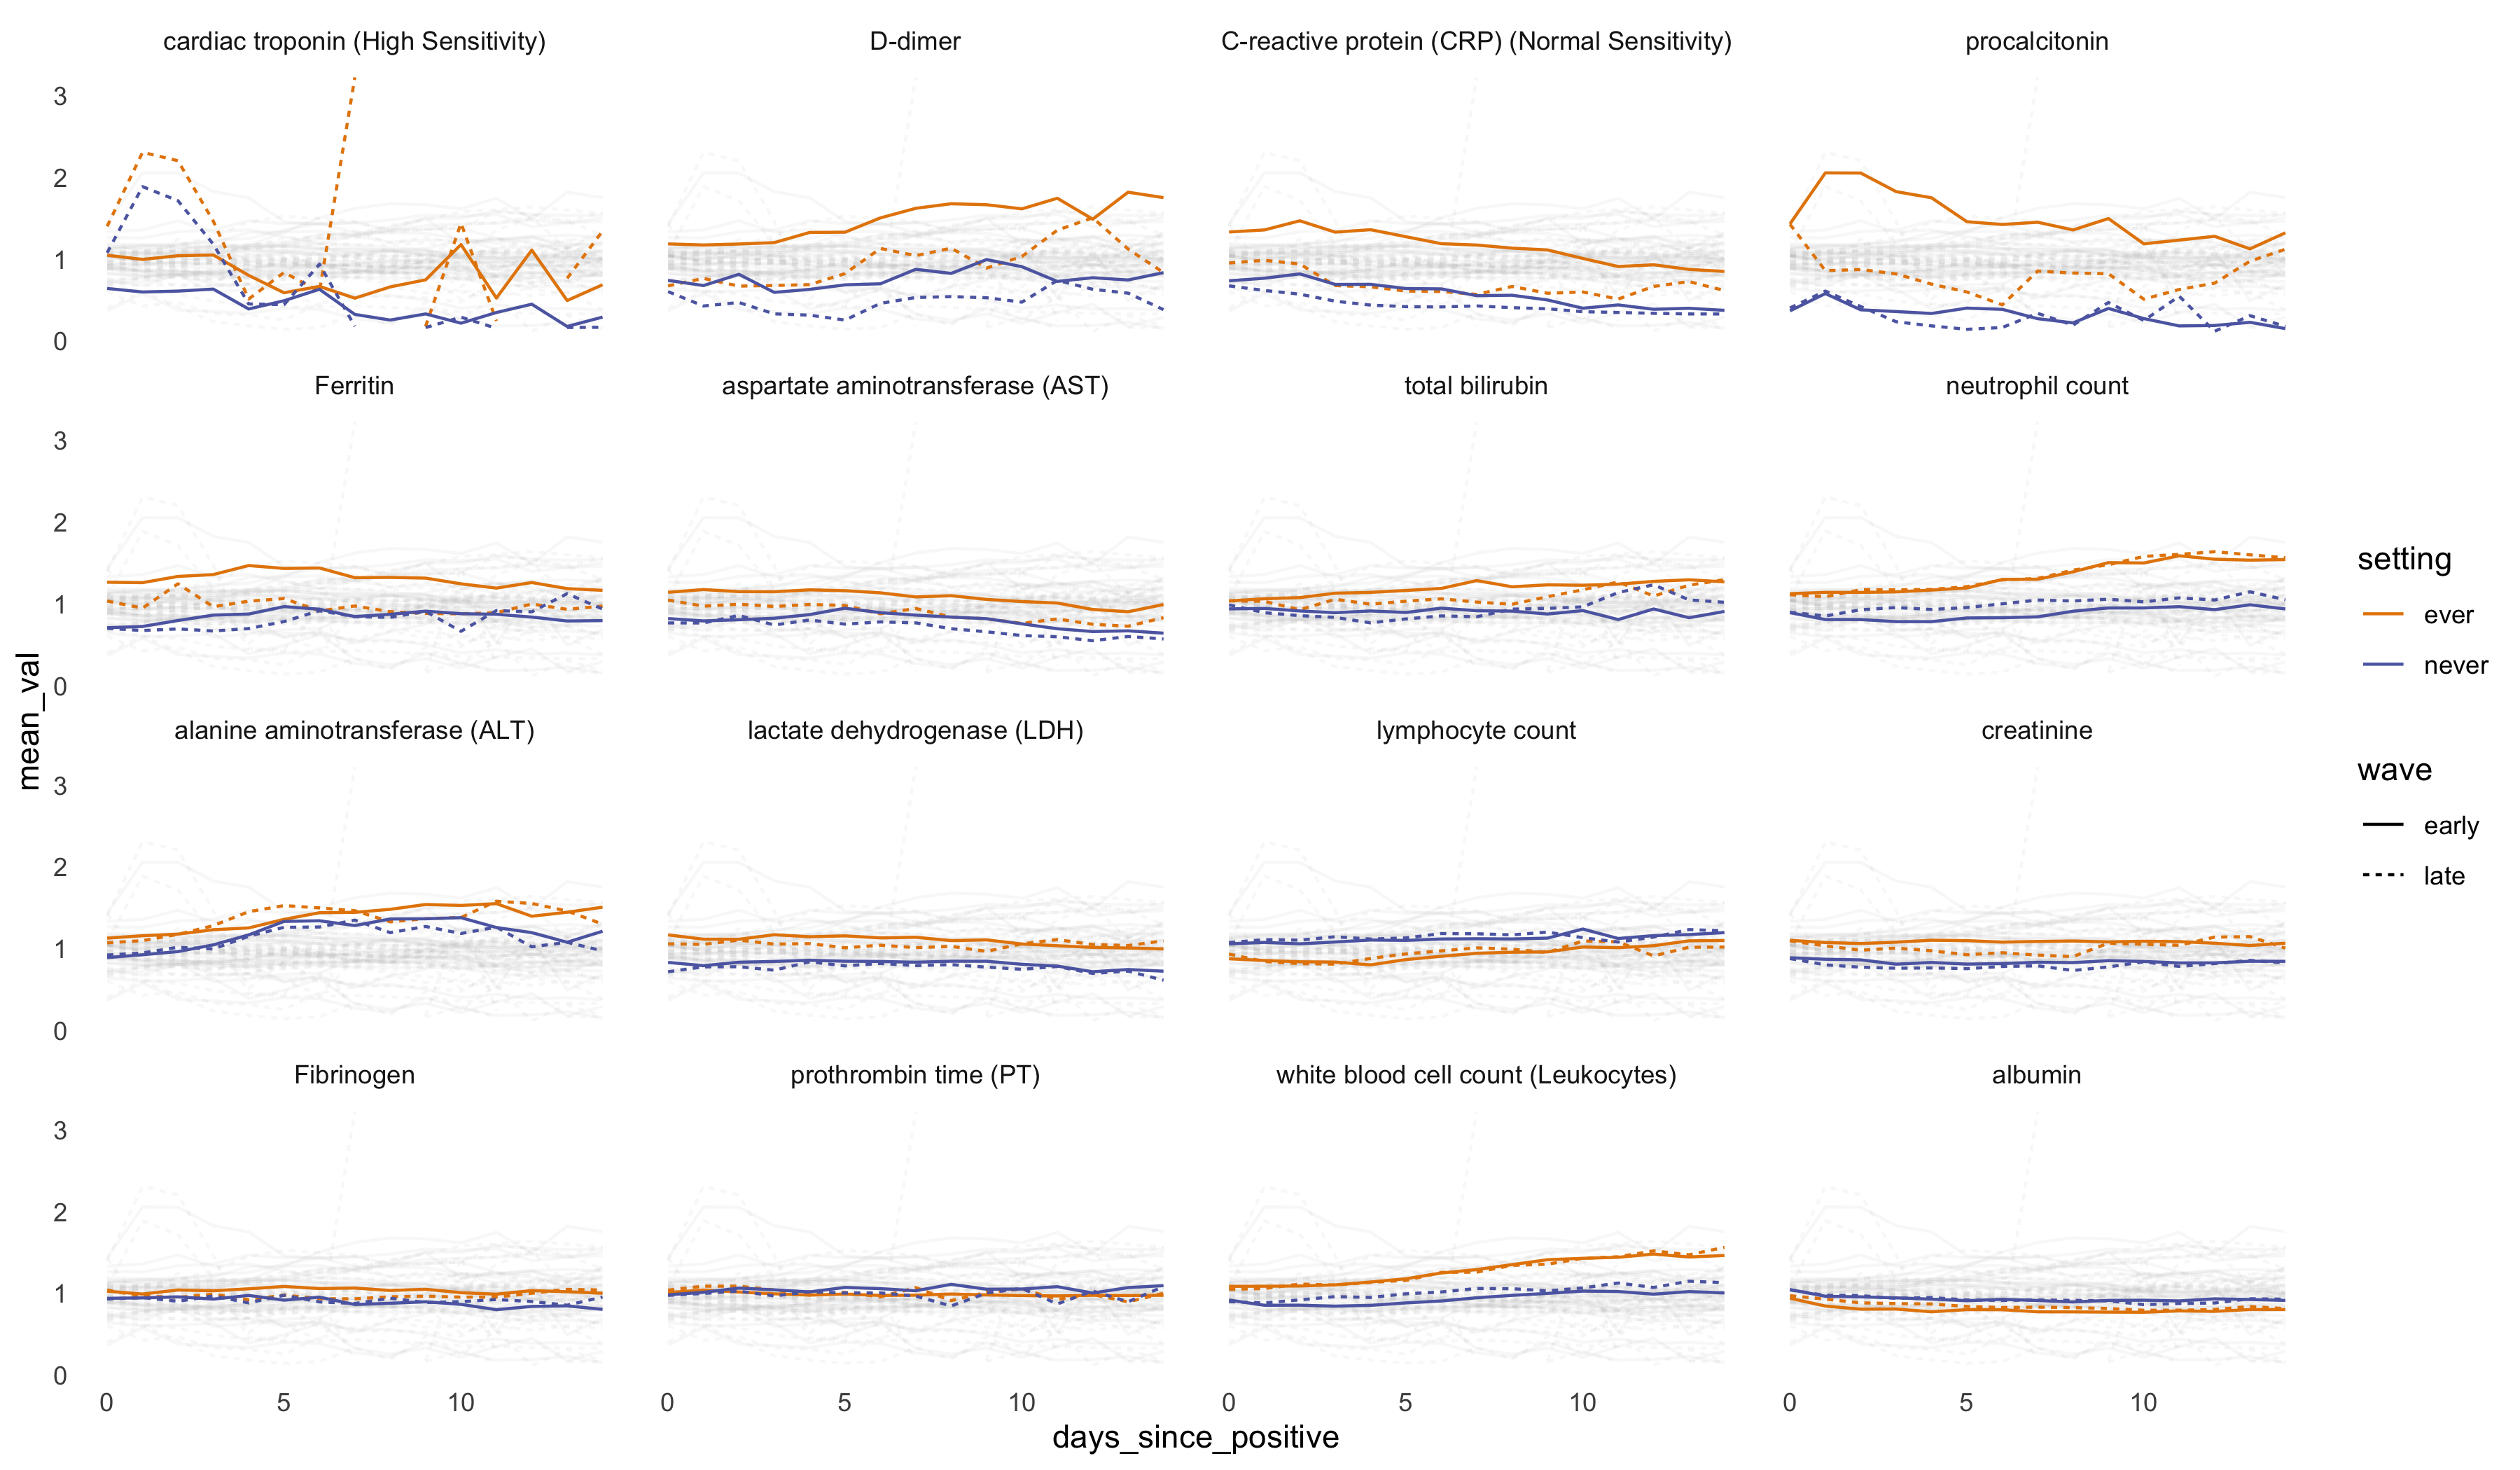 cardiac troponin (High Sensitivity)
D-dimer
C-reactive protein (CRP) (Normal Sensitivity)
procalcitonin
3
2
1
0
Ferritin
aspartate aminotransferase (AST)
total bilirubin
neutrophil count
3
2
1
0
alanine aminotransferase (ALT)
lactate dehydrogenase (LDH)
lymphocyte count
creatinine
3
2
1
0
Fibrinogen
prothrombin time (PT)
white blood cell count (Leukocytes)
albumin
3
2
1
0
0 5 10
0 5 10
0 5 10
0 5 10
days_since_positive
mean_val
setting
ever
never
wave
early
late